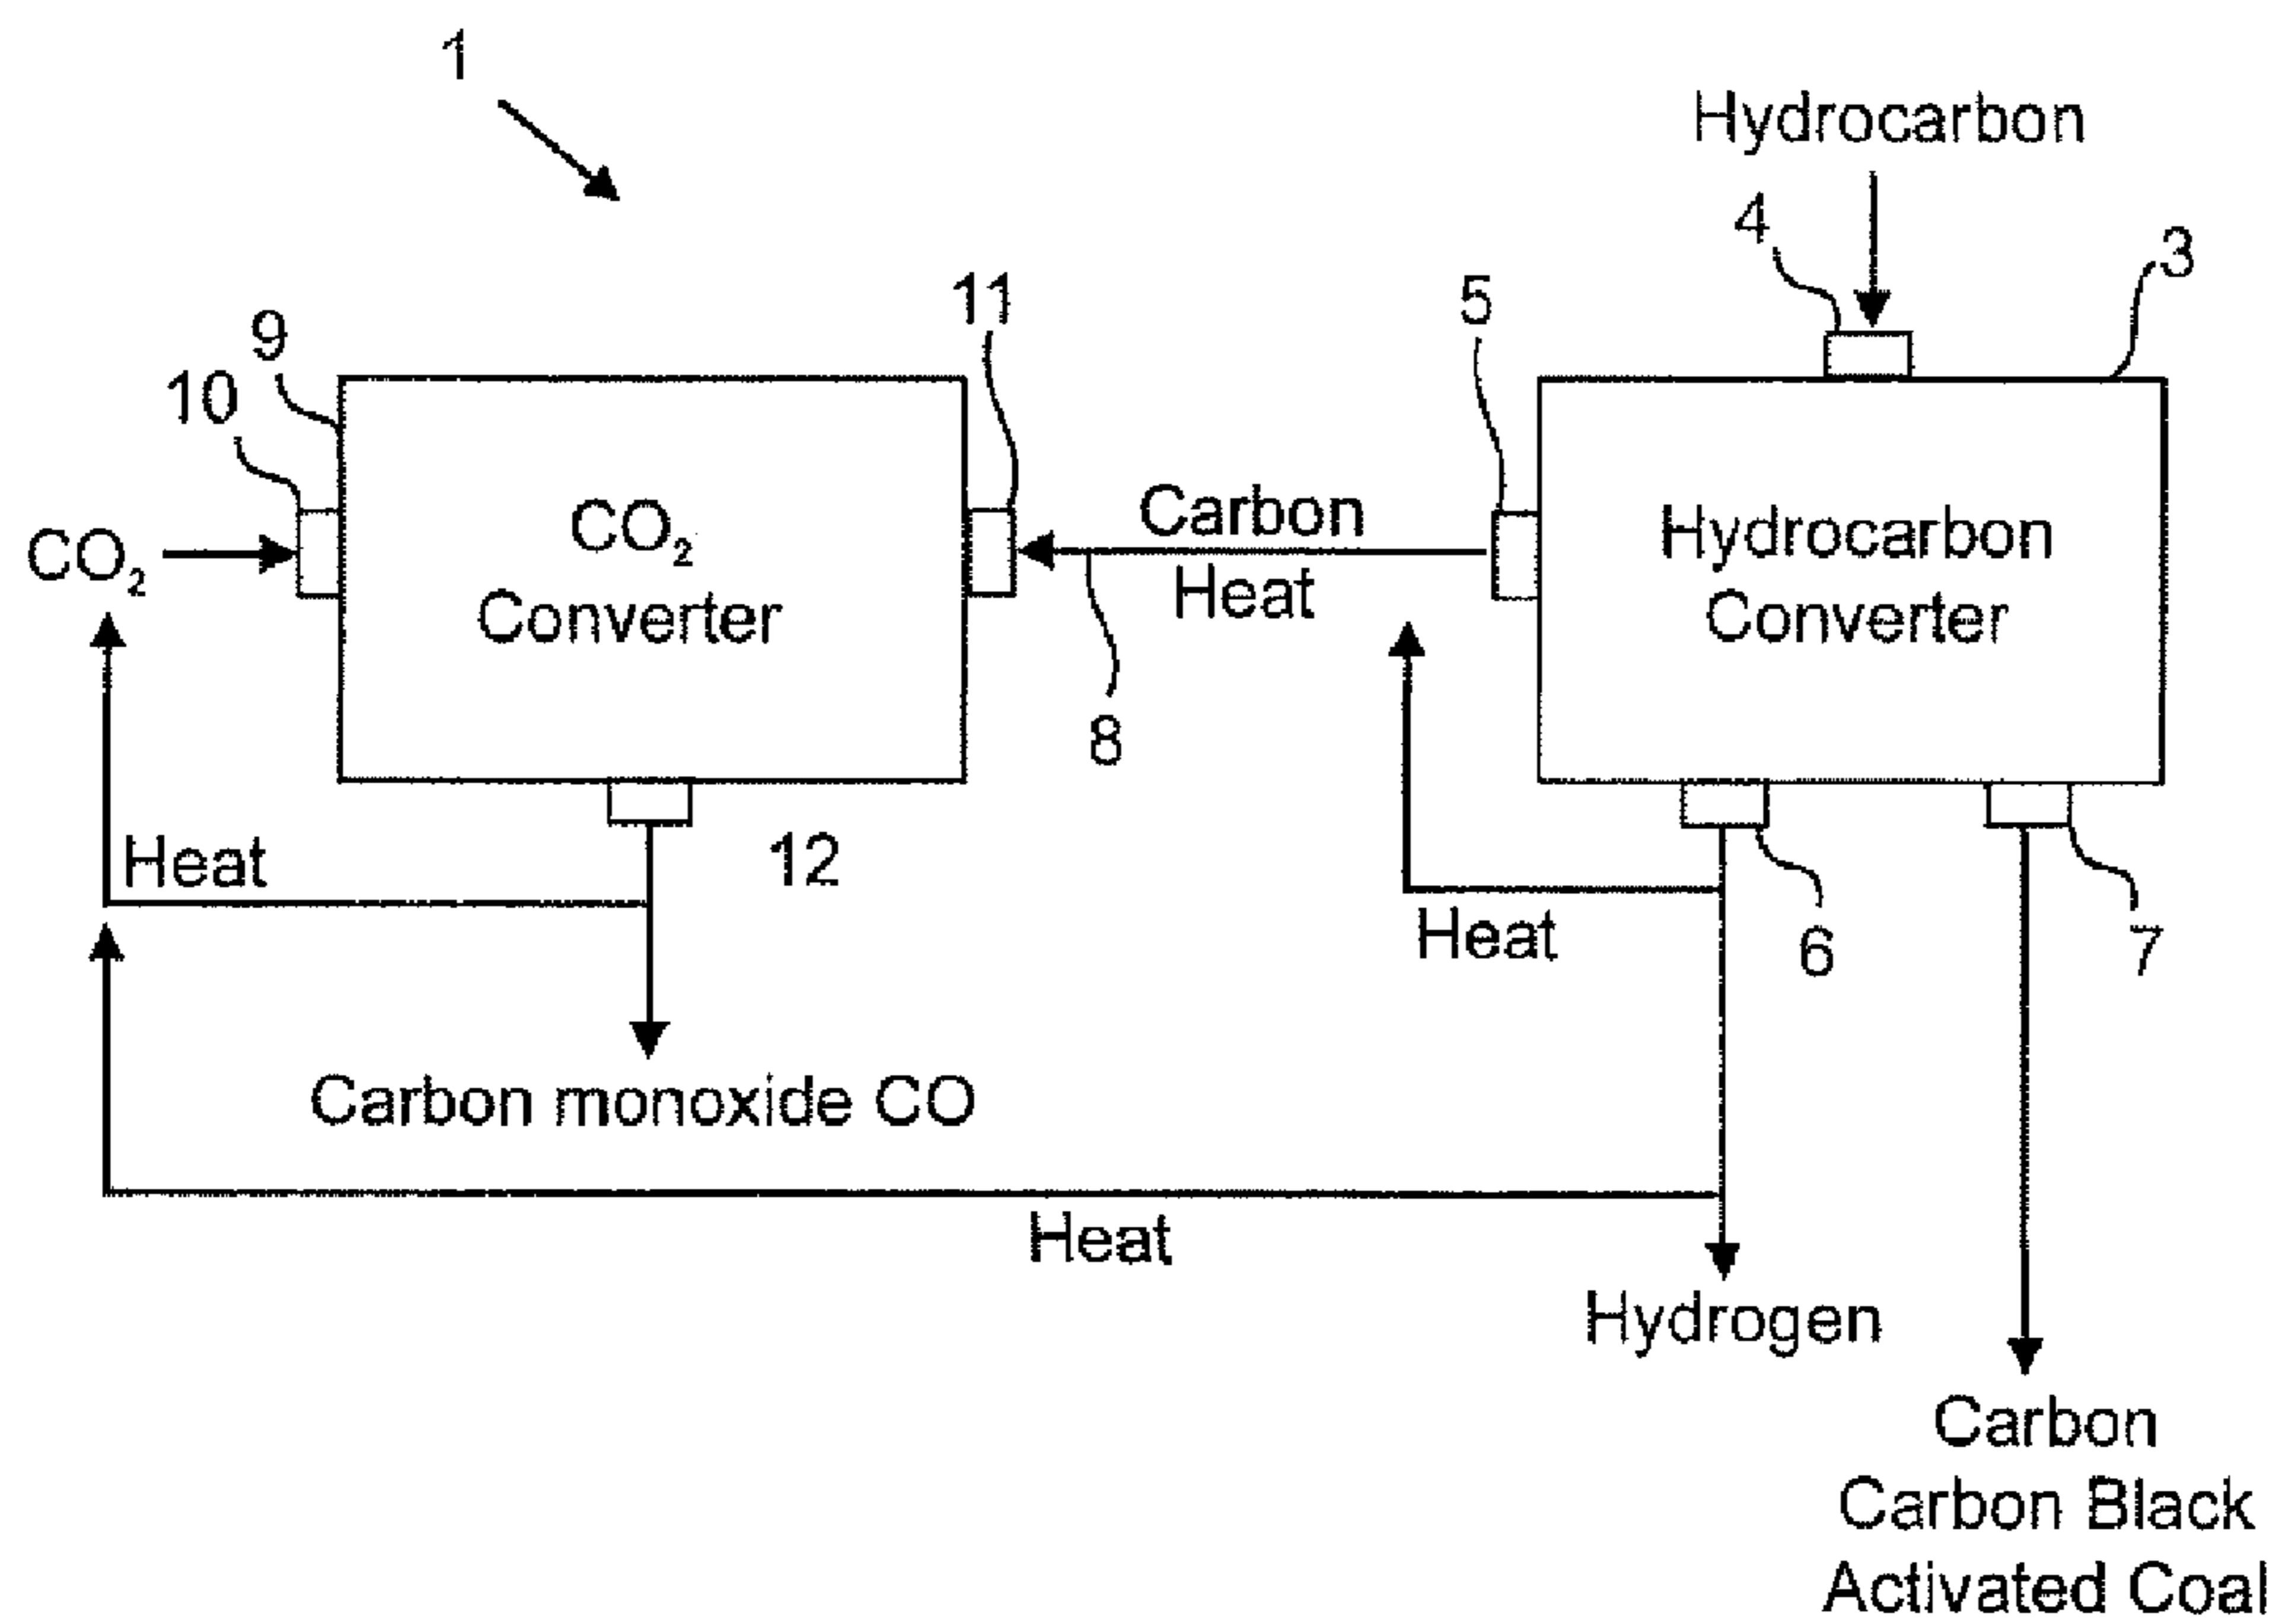 1
Hydrocarbon
4
3
5
11
9
10
CO₂
Converter
Carbon
Heat
Hydrocarbon
Converter
CO₂
8
Heat
12
Heat
6
7
Carbon monoxide CO
Heat
Hydrogen
Carbon
Carbon Black
Activated Coal